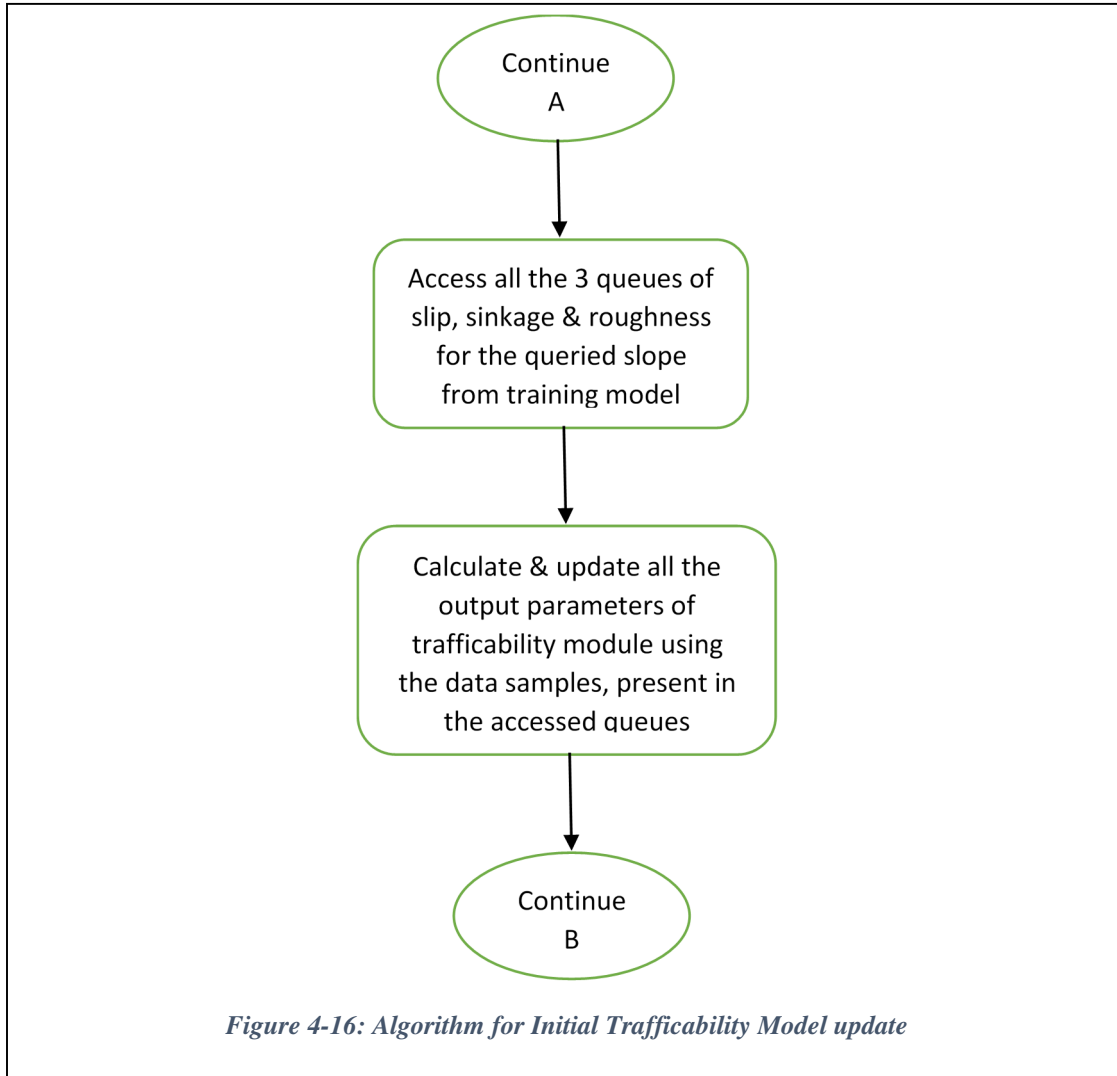 Continue
A
Access all the 3 queues of
slip, sinkage & roughness
for the queried slope
from training model
Calculate & update all the
output parameters of
trafficability module using
the data samples, present in
the accessed queues
Continue
B
Figure 4-16: Algorithm for Initial Trafficability Model update